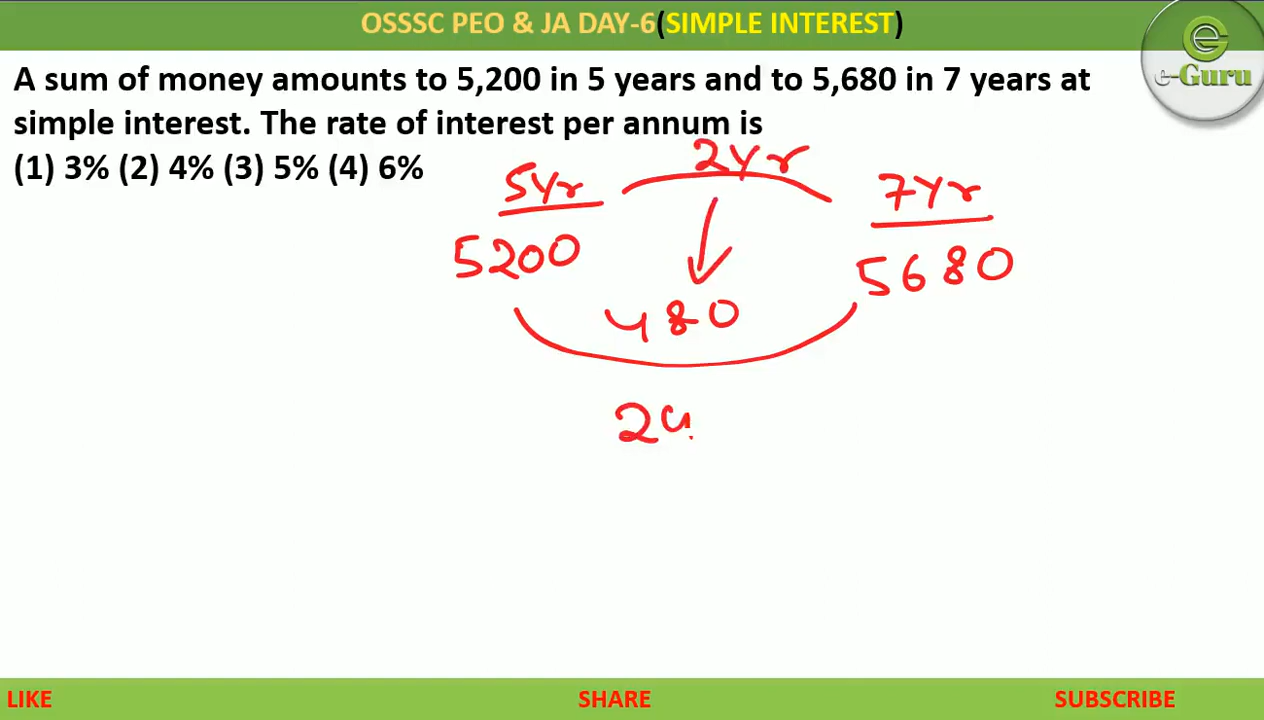 OSSSC PEO & JA DAY-6(SIMPLE INTEREST)
e-Guru
A sum of money amounts to 5,200 in 5 years and to 5,680 in 7 years at
simple interest. The rate of interest per annum is
(1) 3% (2) 4% (3) 5% (4) 6%
2yr
5yr 7yr
5200 5680
480
24
LIKE SHARE SUBSCRIBE